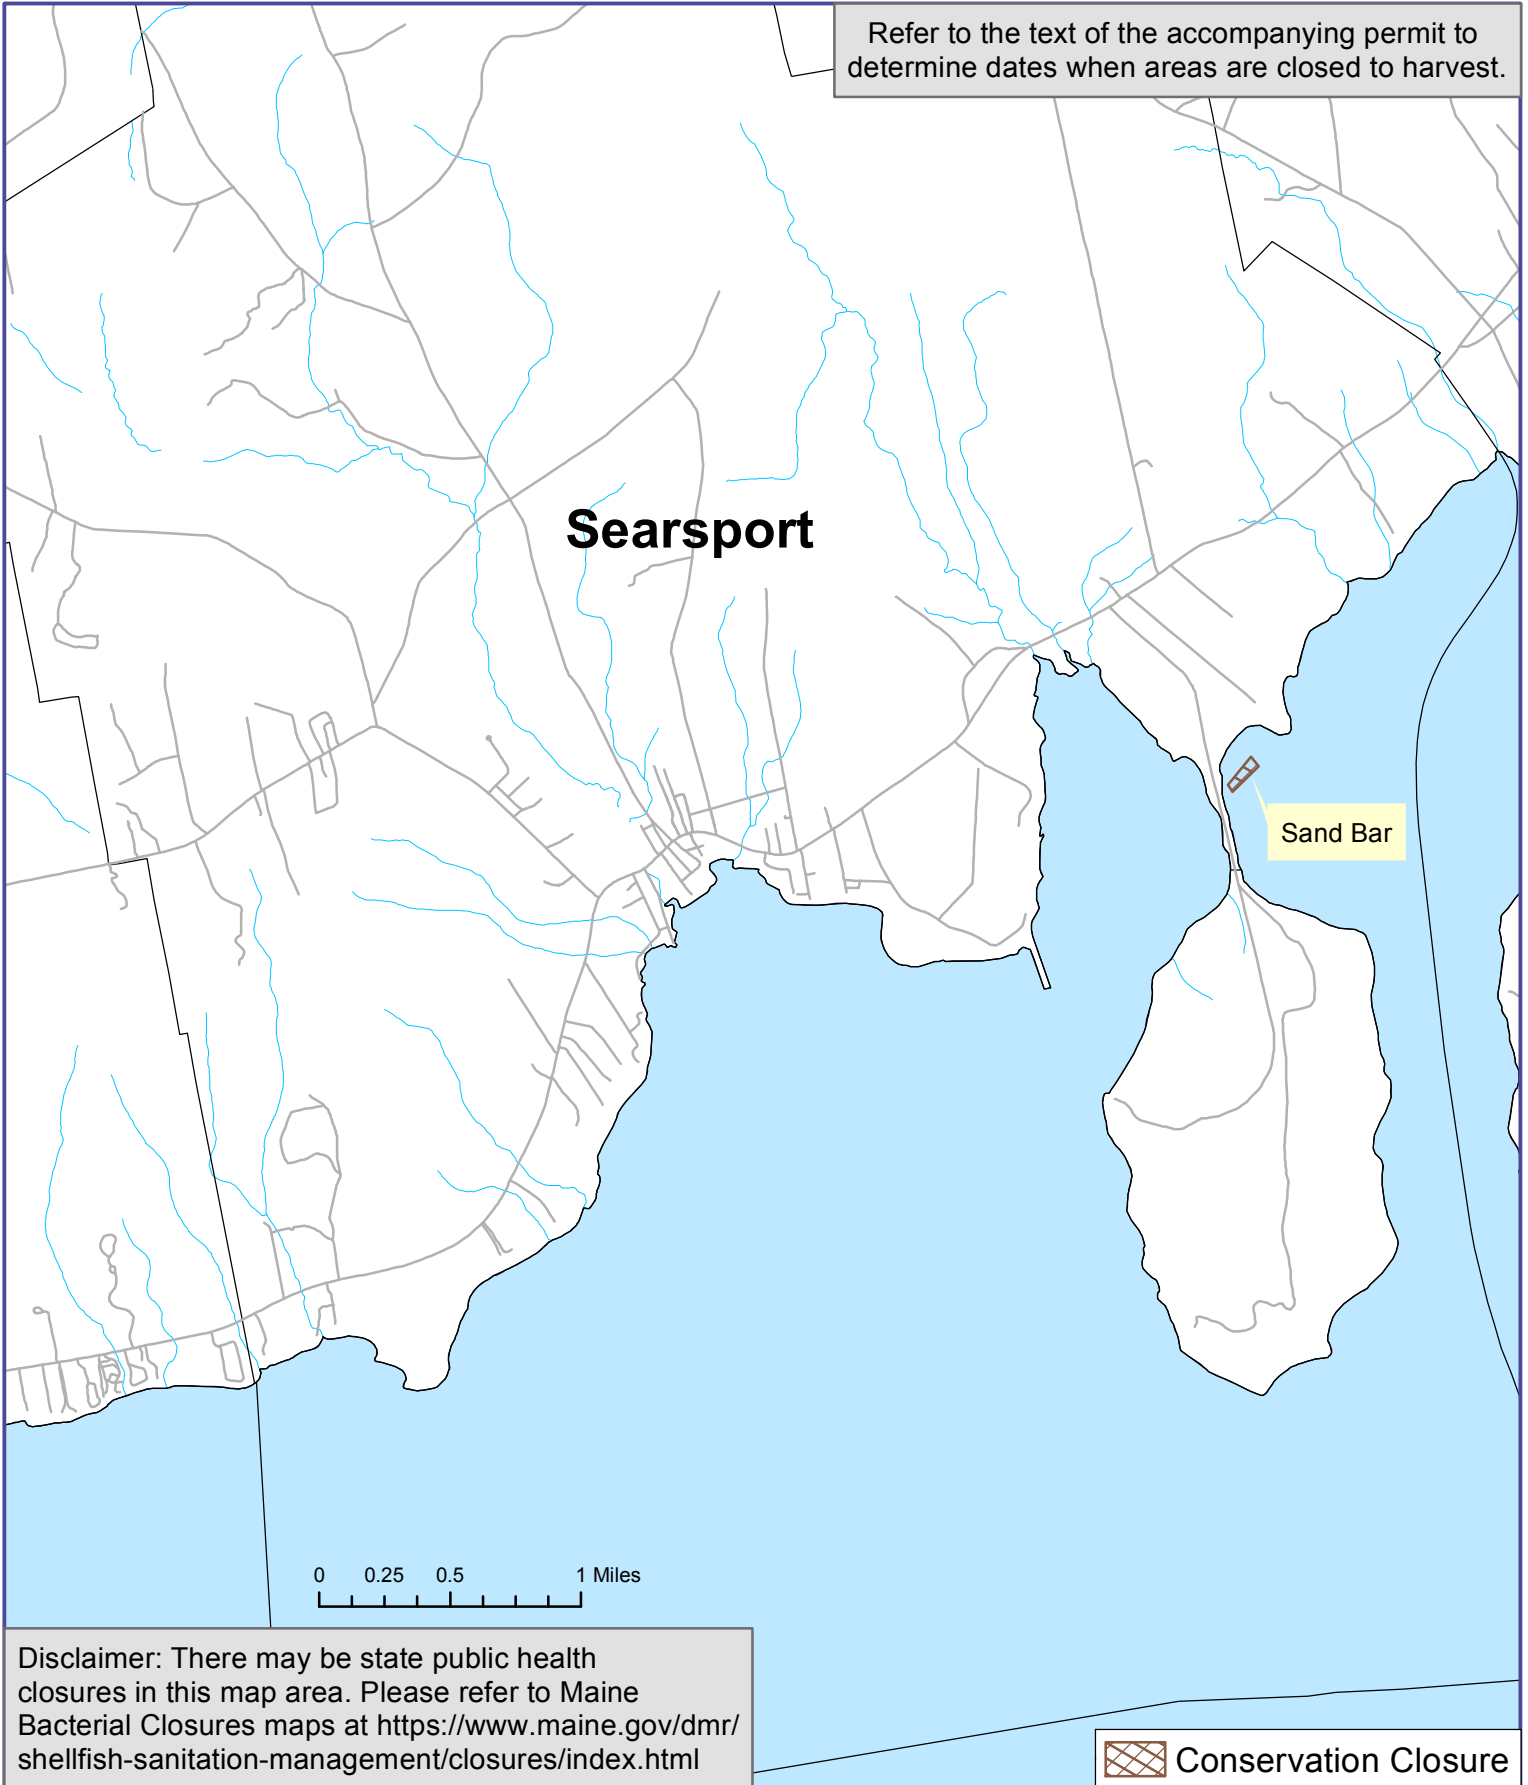 Refer to the text of the accompanying permit to
determine dates when areas are closed to harvest.
Searsport
Sand Bar
0 0.25 0.5 1 Miles
Disclaimer: There may be state public health
closures in this map area. Please refer to Maine
Bacterial Closures maps at https://www.maine.gov/dmr/
shellfish-sanitation-management/closures/index.html
Conservation Closure